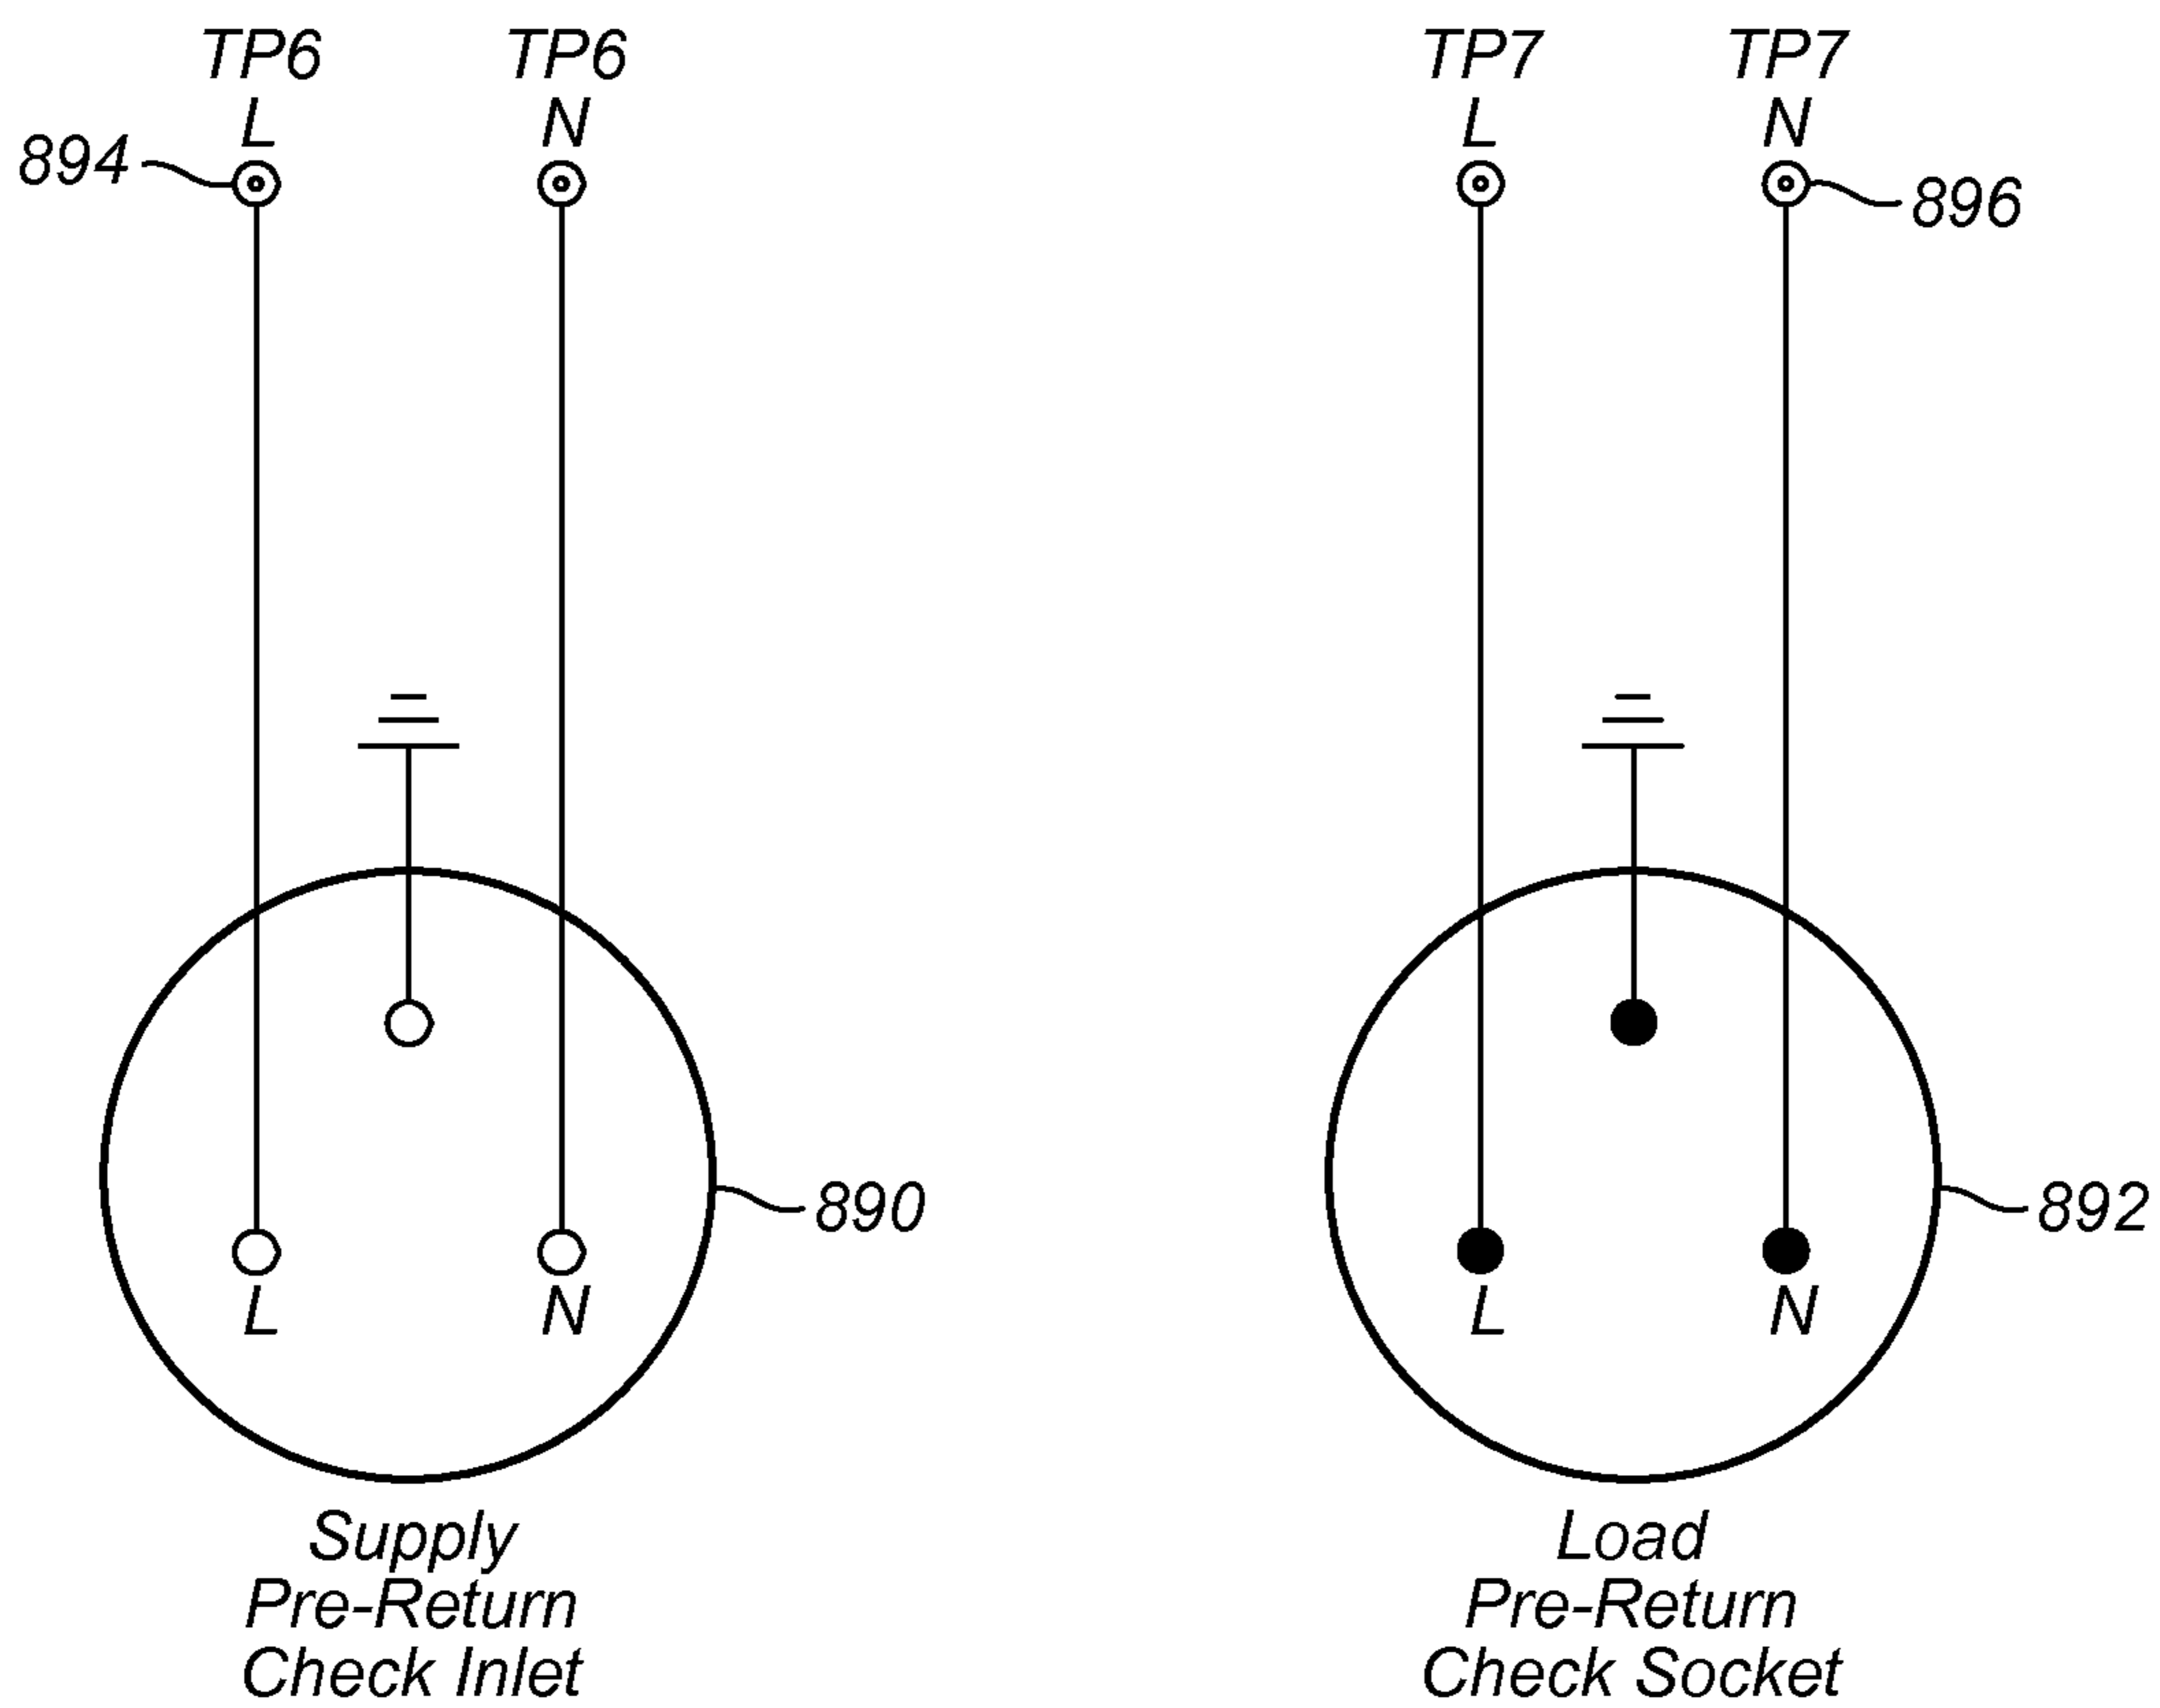 TP6 TP6 TP7 TP7
L N L N
894 896
890 892
L N L N
Supply
Pre-Return
Check Inlet
Load
Pre-Return
Check Socket